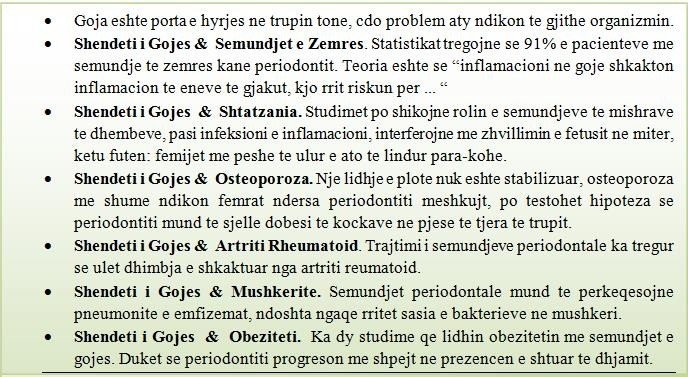 • Goja eshte porta e hyrjes ne trupin tone, cdo problem aty ndikon te gjithe organizmin.
• Shendeti i Gojes & Semundjet e Zemres. Statistikat tregojne se 91% e pacienteve me
semundje te zemres kane periodontit. Teoria eshte se “inflamacioni ne goje shkakton
inflamacion te eneve te gjakut, kjo rrit riskun per ... “
• Shendeti i Gojes & Shtatzania. Studimet po shikojne rolin e semundjeve te mishrave
te dhembeve, pasi infeksioni e inflamacioni, interferojne me zhvillimin e fetusit ne miter,
ketu futen: femijet me peshe te ulur e ato te lindur para-kohe.
• Shendeti i Gojes & Osteoporoza. Nje lidhje e plote nuk eshte stabilizuar, osteoporoza
me shume ndikon femrat ndersa periodontiti meshkujt, po testohet hipoteza se
periodontiti mund te sjelle dobesi te kockave ne pjese te tjera te trupit.
• Shendeti i Gojes & Artriti Rheumatoid. Trajtimi i semundjeve periodontale ka tregur
se ulet dhimbja e shkaktuar nga artriti reumatoid.
• Shendeti i Gojes & Mushkerite. Semundjet periodontale mund te perkeqesojne
pneumonite e emfizemat, ndoshta ngaqe rritet sasia e bakterieve ne mushkeri.
• Shendeti i Gojes & Obeziteti. Ka dy studime qe lidhin obezitetin me semundjet e
gojes. Duket se periodontiti progreson me shpejt ne prezencen e shtuar te dhjamit.